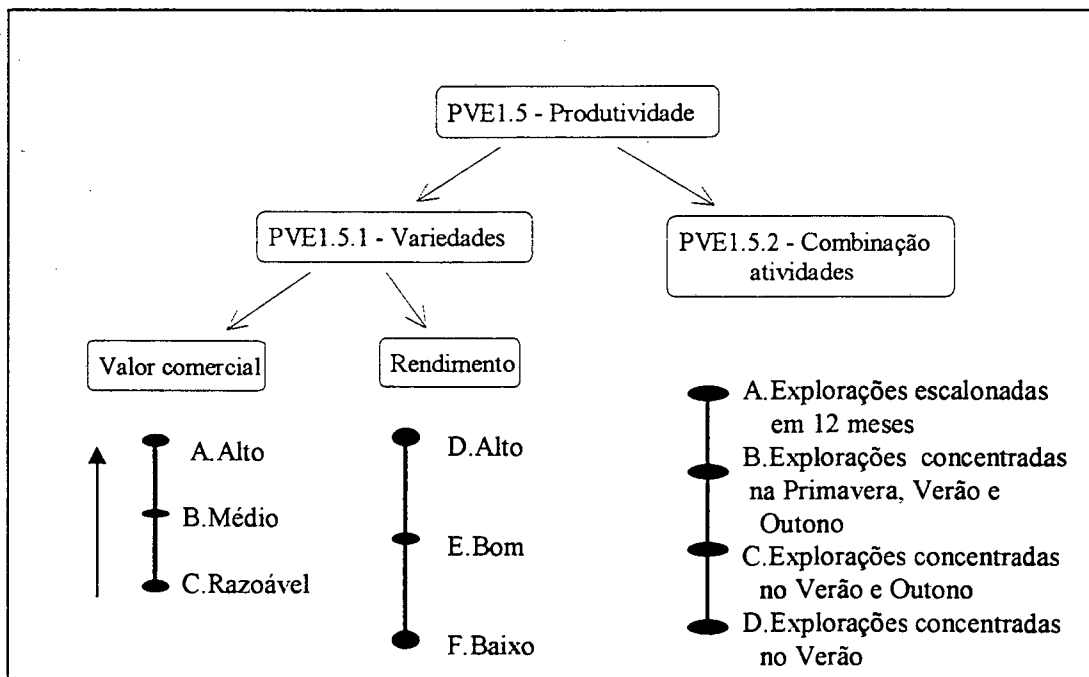 PVE1.5 - Produtividade
PVE1.5.1 - Variedades
PVE1.5.2 - Combinação
atividades
Valor comercial
Rendimento
A.Alto
B.Médio
C.Razoável
D.Alto
E.Bom
F.Baixo
A.Explorações escalonadas
em 12 meses
B.Explorações concentradas
na Primavera, Verão e
Outono
C.Explorações concentradas
no Verão e Outono
D.Explorações concentradas
no Verão